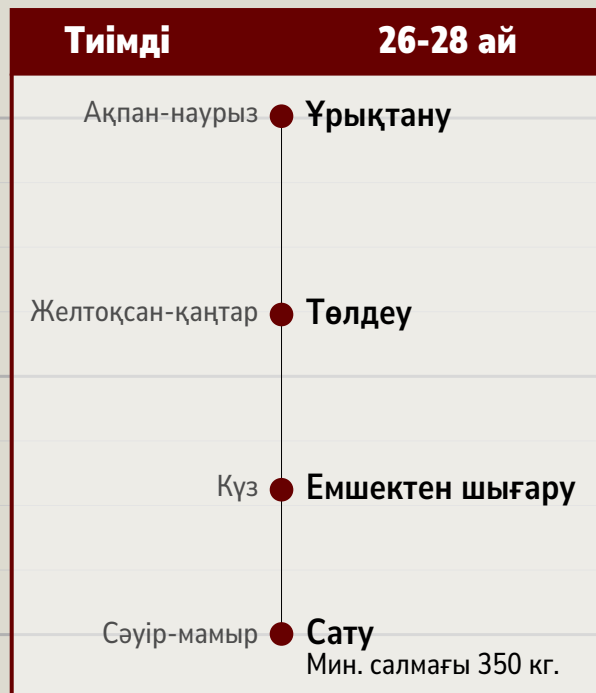 Тиімді 26-28 ай
Ақпан-наурыз Ұрықтану
Желтоқсан-қаңтар Төлдеу
Күз Емшектен шығару
Сәуір-мамыр Сату
Мин. салмағы 350 кг.